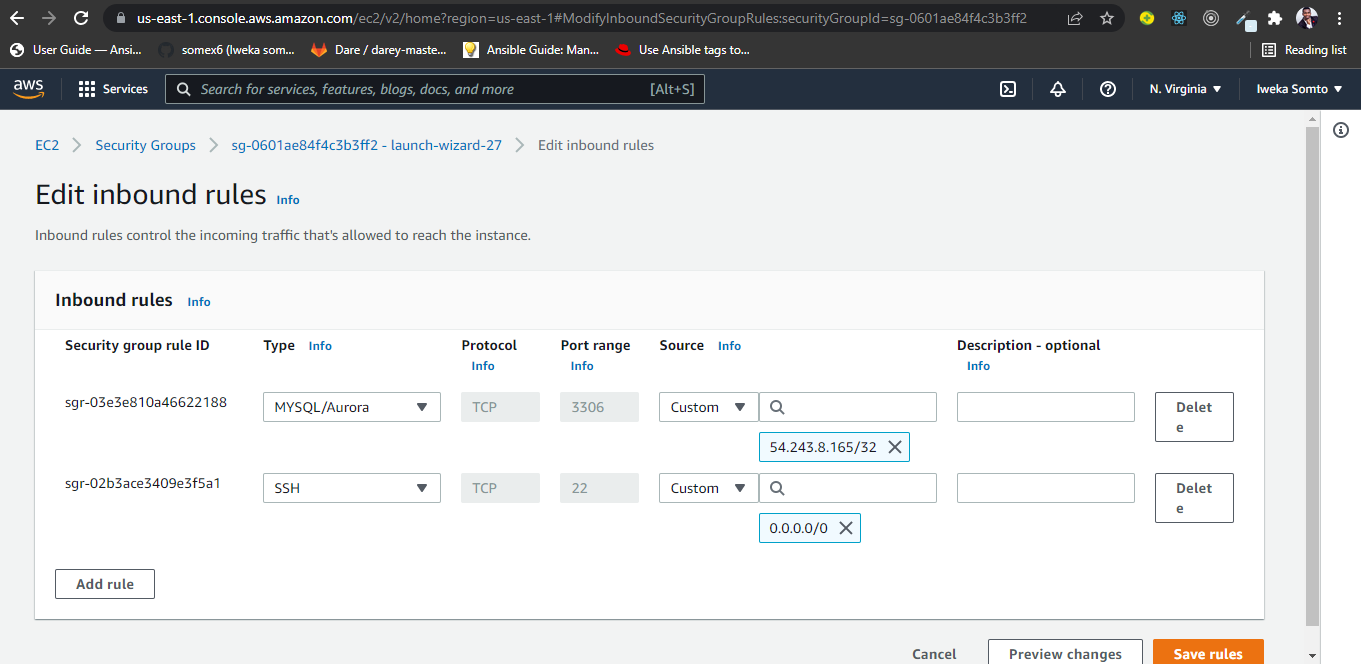 us-east-1.console.aws.amazon.com/ec2/v2/home?region=us-east-1#ModifyInboundSecurityGroupRules:securityGroupId=sg-0601ae84f4c3b3ff2
User Guide — Ansi... somex6 (Iweka som... Dare / darey-maste... Ansible Guide: Man... Use Ansible tags to... Reading list
aws Services Search for services, features, blogs, docs, and more [Alt+S] N. Virginia Iweka Somto
EC2 Security Groups sg-0601ae84f4c3b3ff2 - launch-wizard-27 Edit inbound rules
Edit inbound rules Info
Inbound rules control the incoming traffic that's allowed to reach the instance.
Inbound rules Info
Security group rule ID Type Info Protocol Port range Source Info Description - optional
Info Info Info
sgr-03e3e810a46622188 MYSQL/Aurora TCP 3306 Custom Delet
e
54.243.8.165/32
sgr-02b3ace3409e3f5a1 SSH TCP 22 Custom Delet
e
0.0.0.0/0
Add rule
Cancel Preview changes Save rules